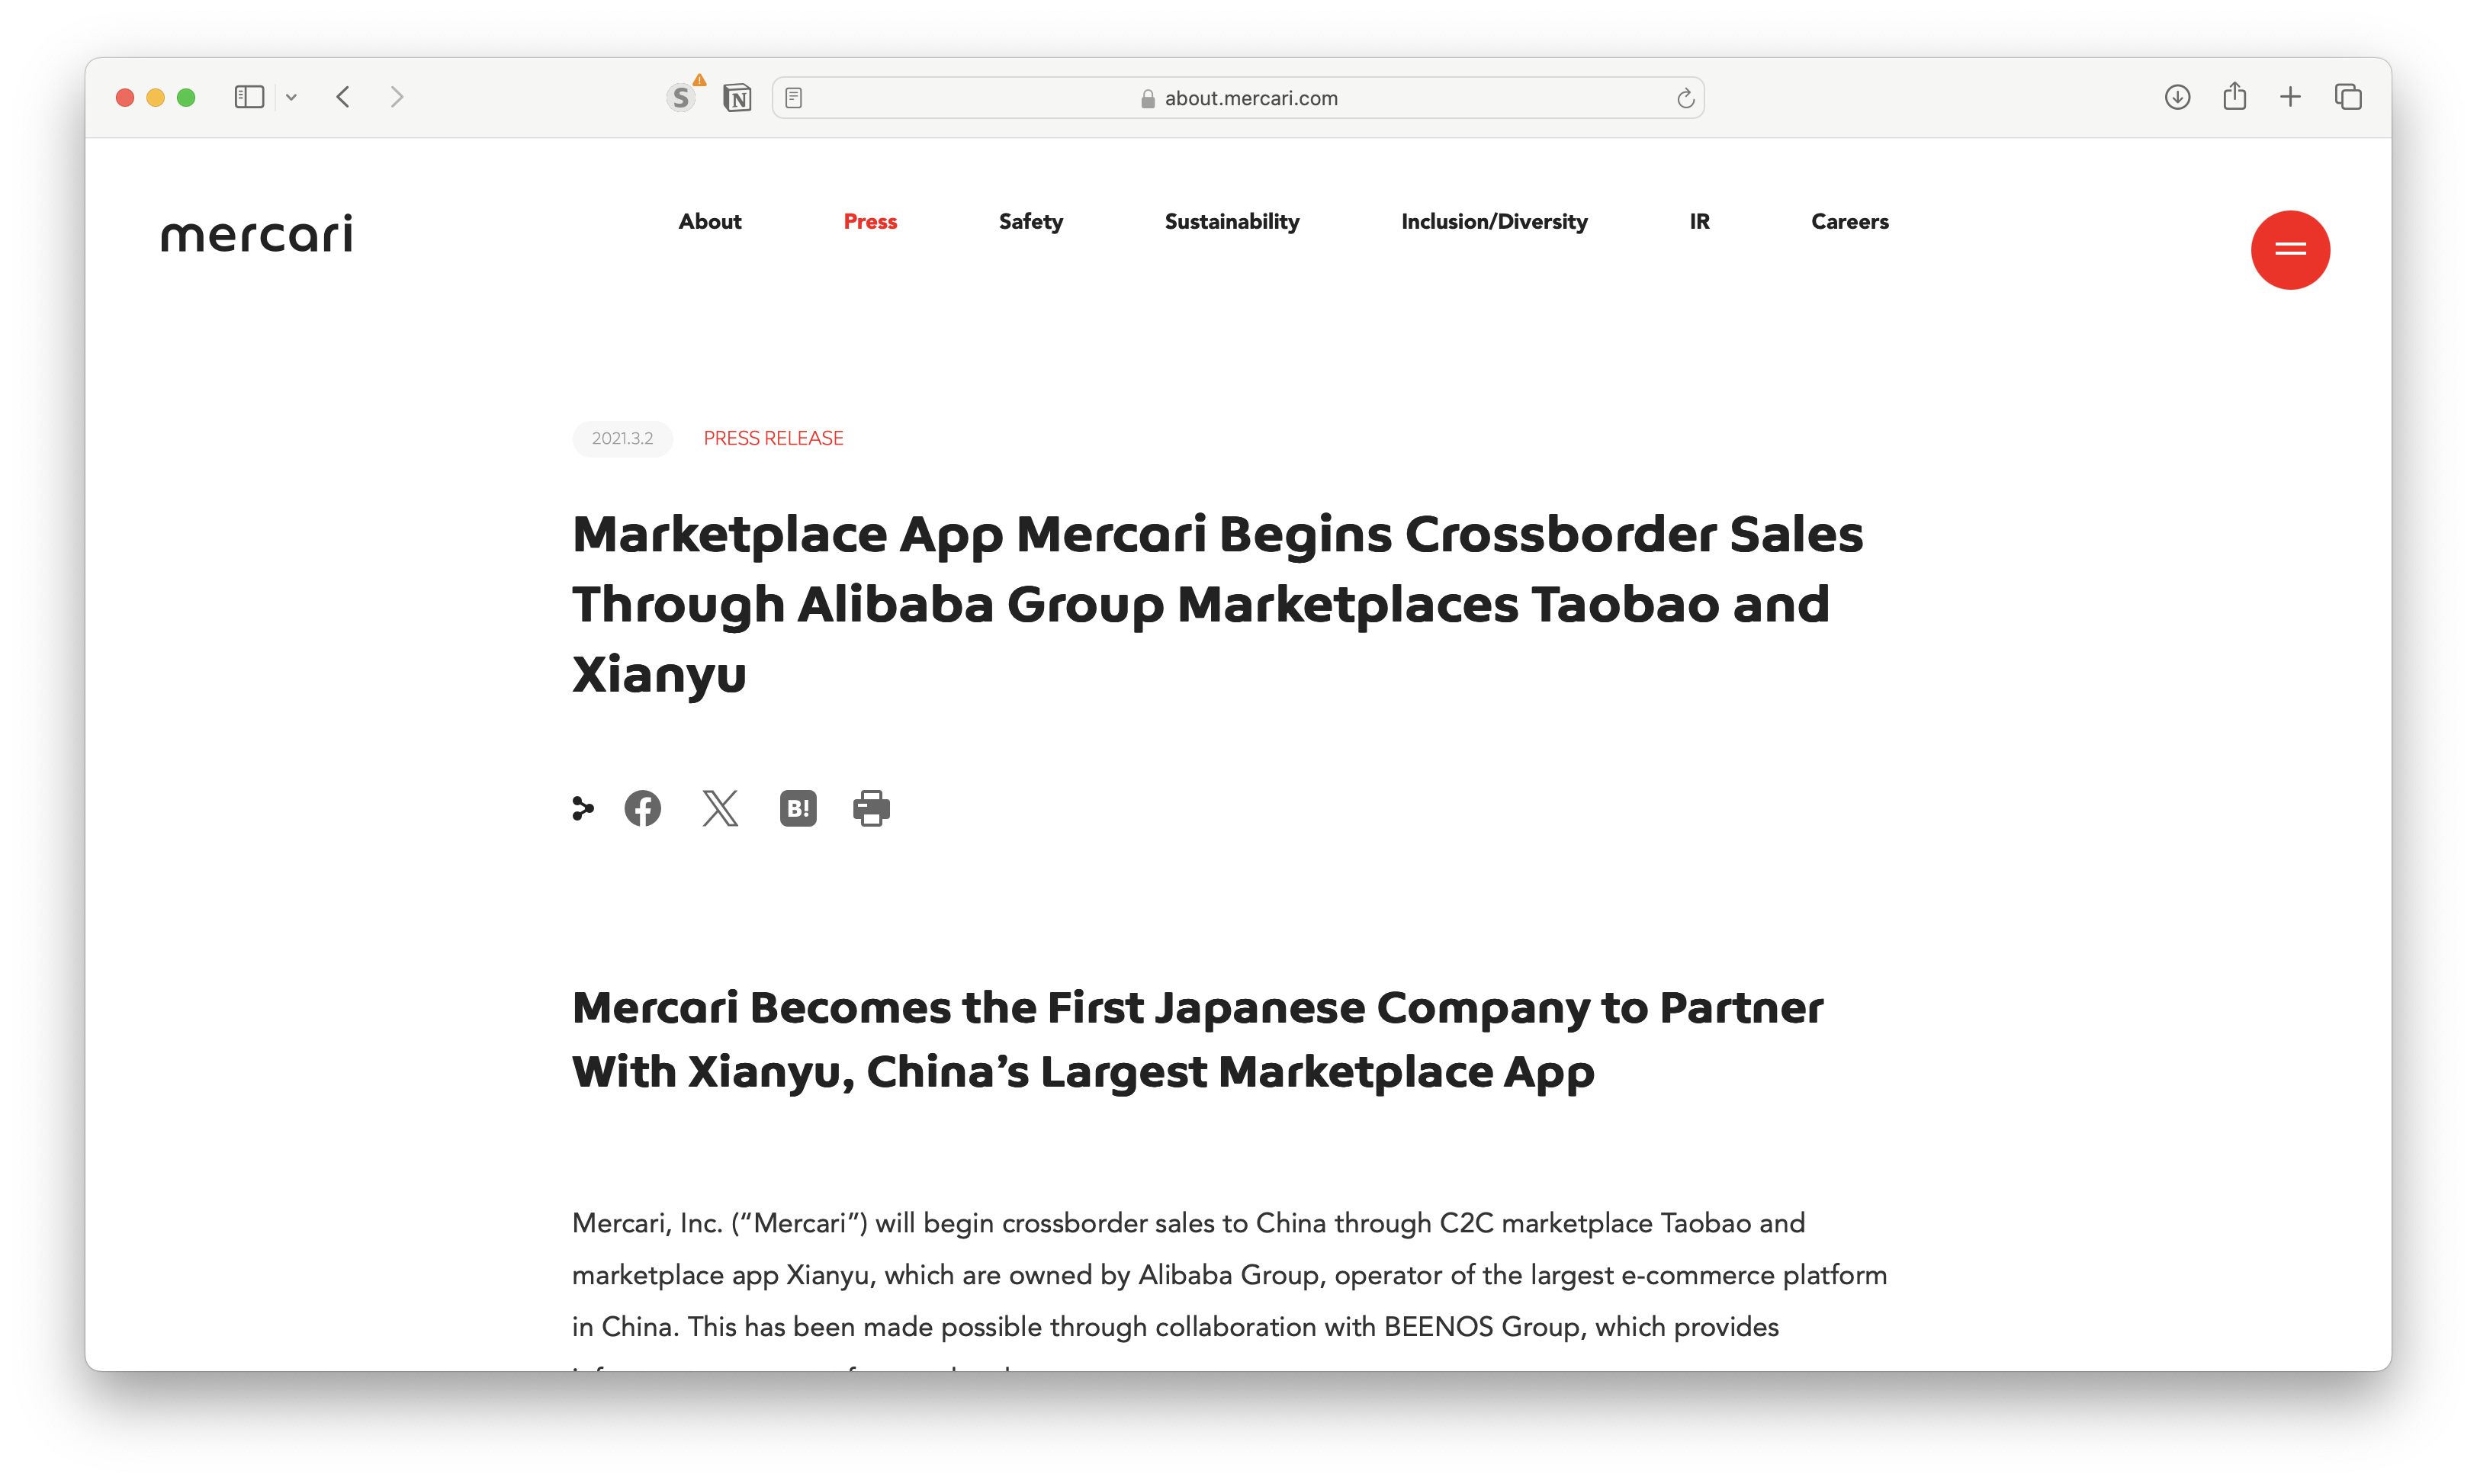 S
N
about.mercari.com
mercari
About Press Safety Sustainability Inclusion/Diversity IR Careers
2021.3.2 PRESS RELEASE
Marketplace App Mercari Begins Crossborder Sales
Through Alibaba Group Marketplaces Taobao and
Xianyu
B!
Mercari Becomes the First Japanese Company to Partner
With Xianyu, China’s Largest Marketplace App
Mercari, Inc. (“Mercari”) will begin crossborder sales to China through C2C marketplace Taobao and
marketplace app Xianyu, which are owned by Alibaba Group, operator of the largest e-commerce platform
in China. This has been made possible through collaboration with BEENOS Group, which provides